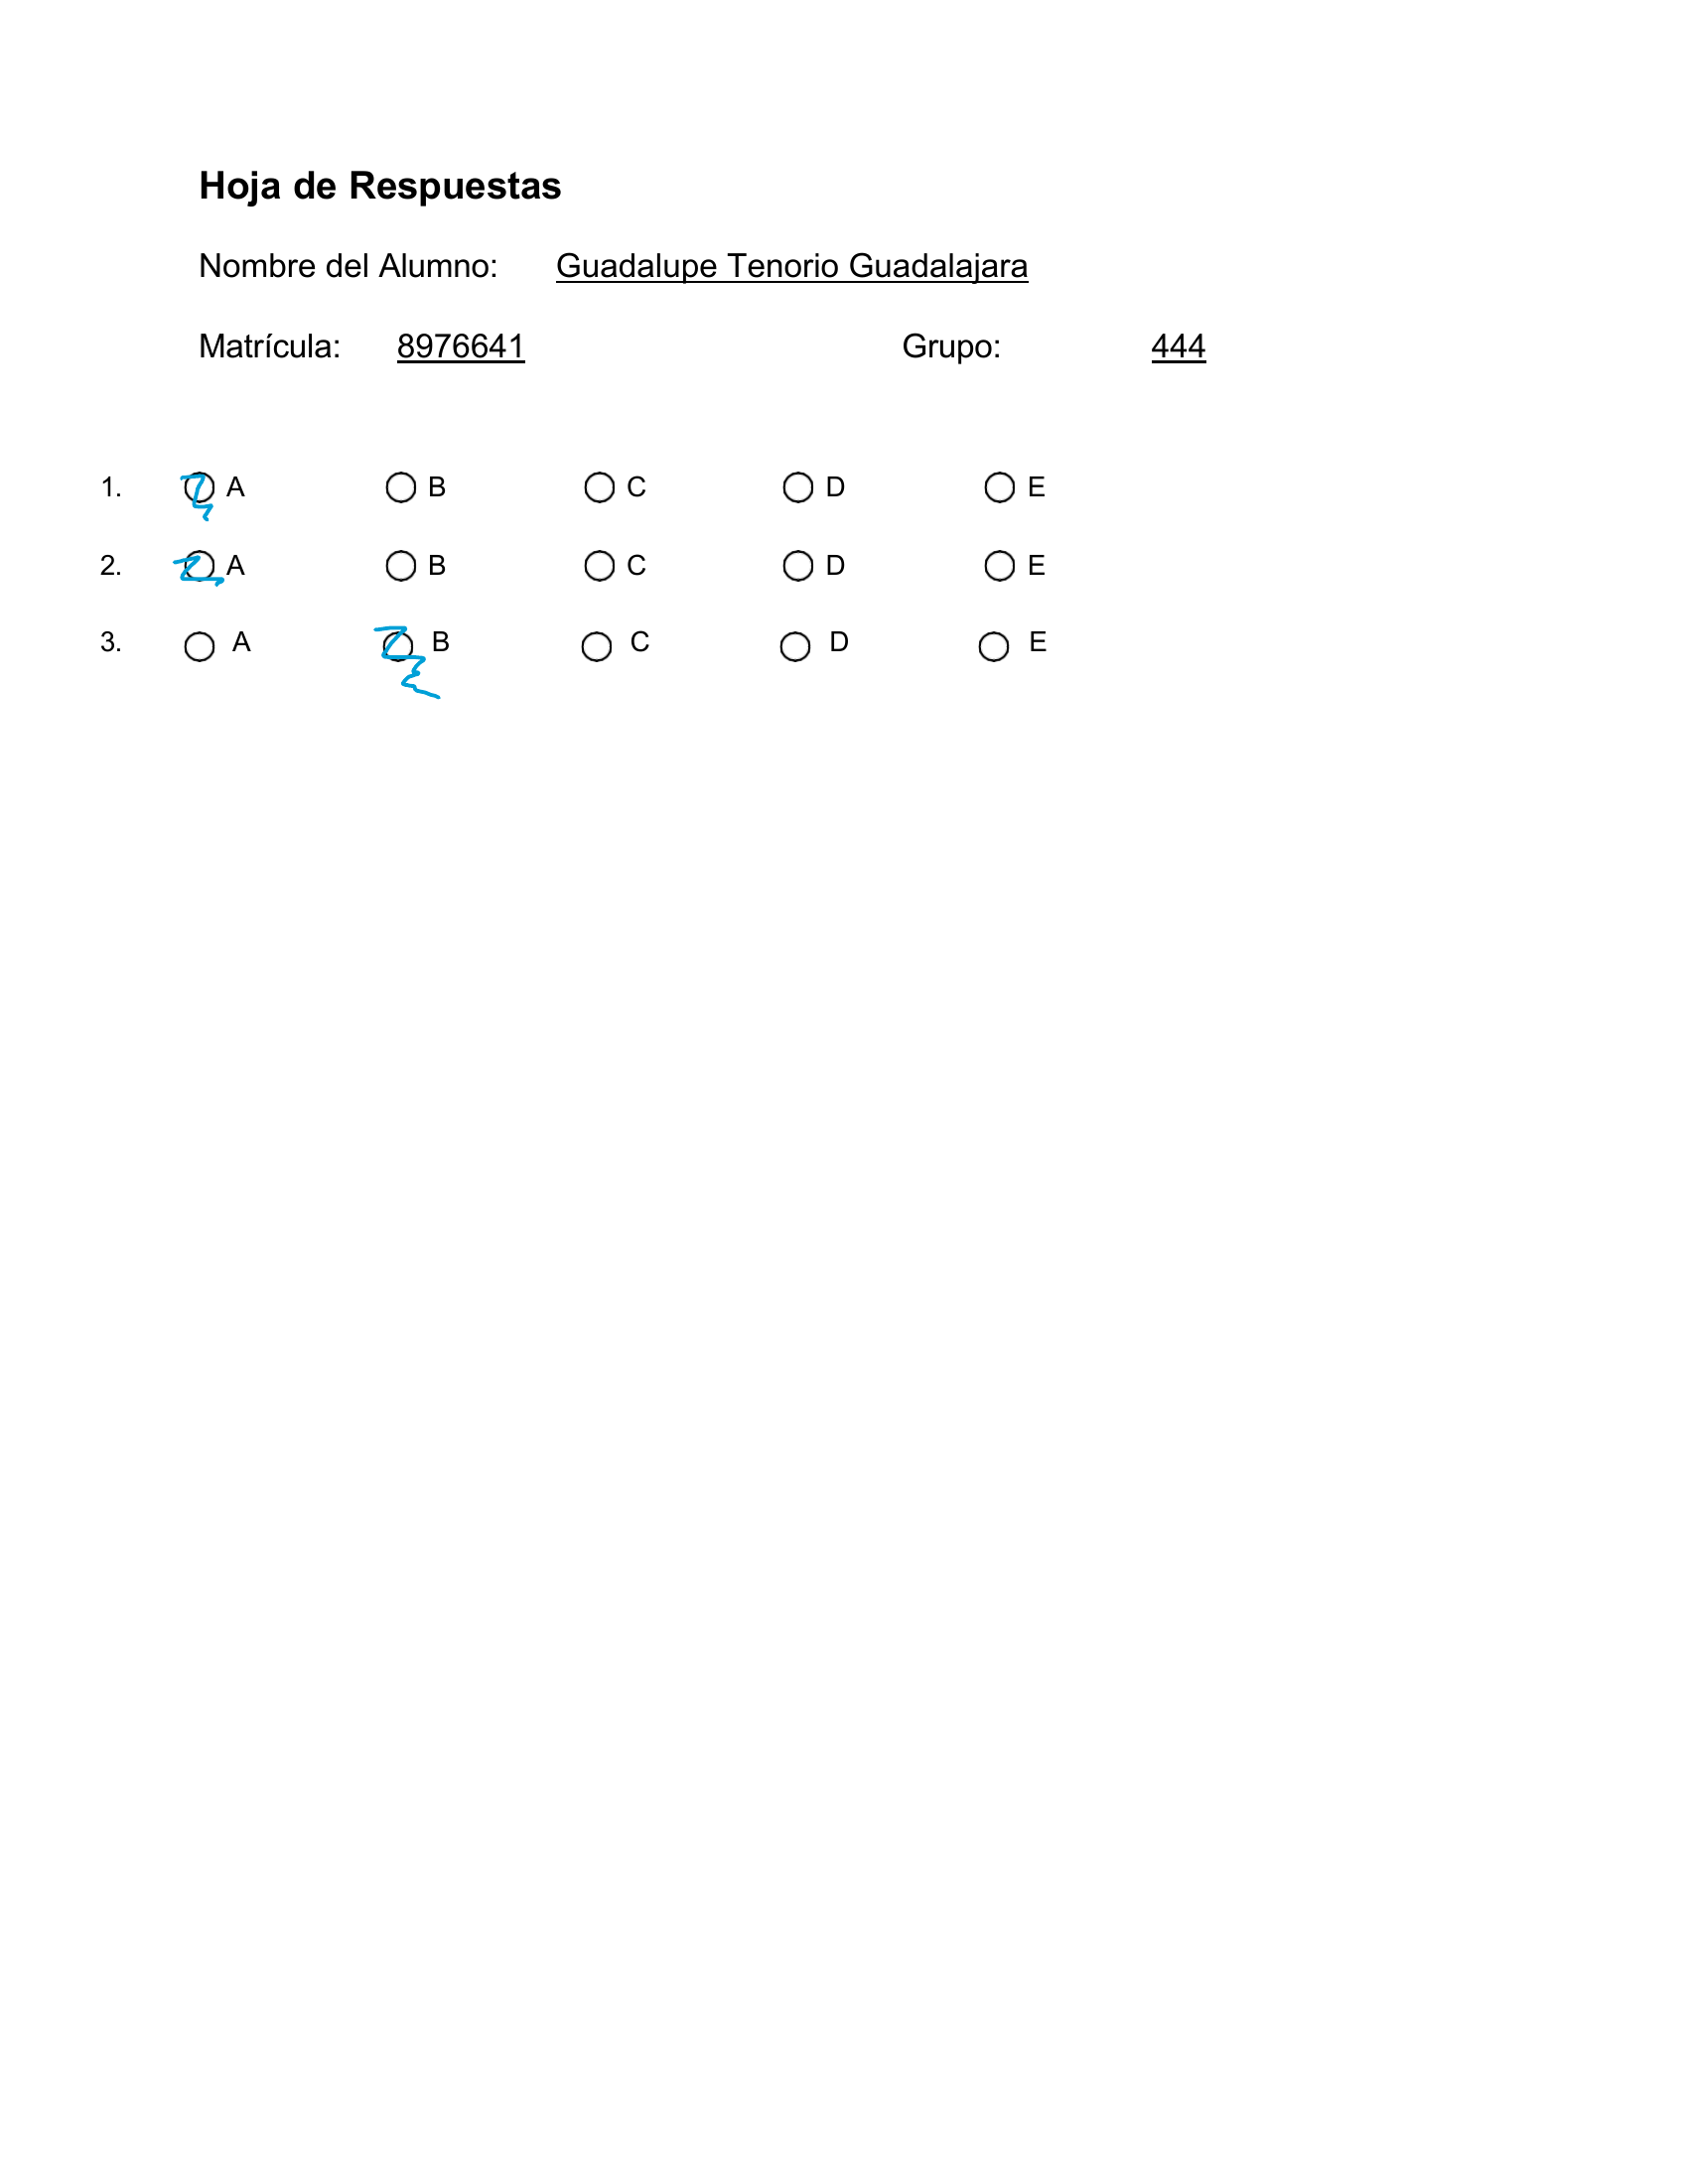 Hoja de Respuestas
Nombre del Alumno: Guadalupe Tenorio Guadalajara
Matrícula: 8976641 Grupo: 444
1. A B C D E
2. A B C D E
3. A B C D E